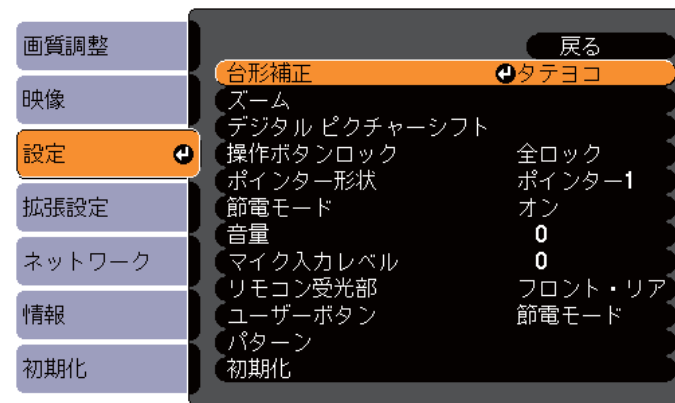 画質調整
映像
設定
拡張設定
ネットワーク
情報
初期化
戻る
台形補正 タテヨコ
ズーム
デジタル ピクチャーシフト
操作ボタンロック 全ロック
ポインター形状 ポインター1
節電モード オン
音量 0
マイク入力レベル 0
リモコン受光部 フロント・リア
ユーザーボタン 節電モード
パターン
初期化